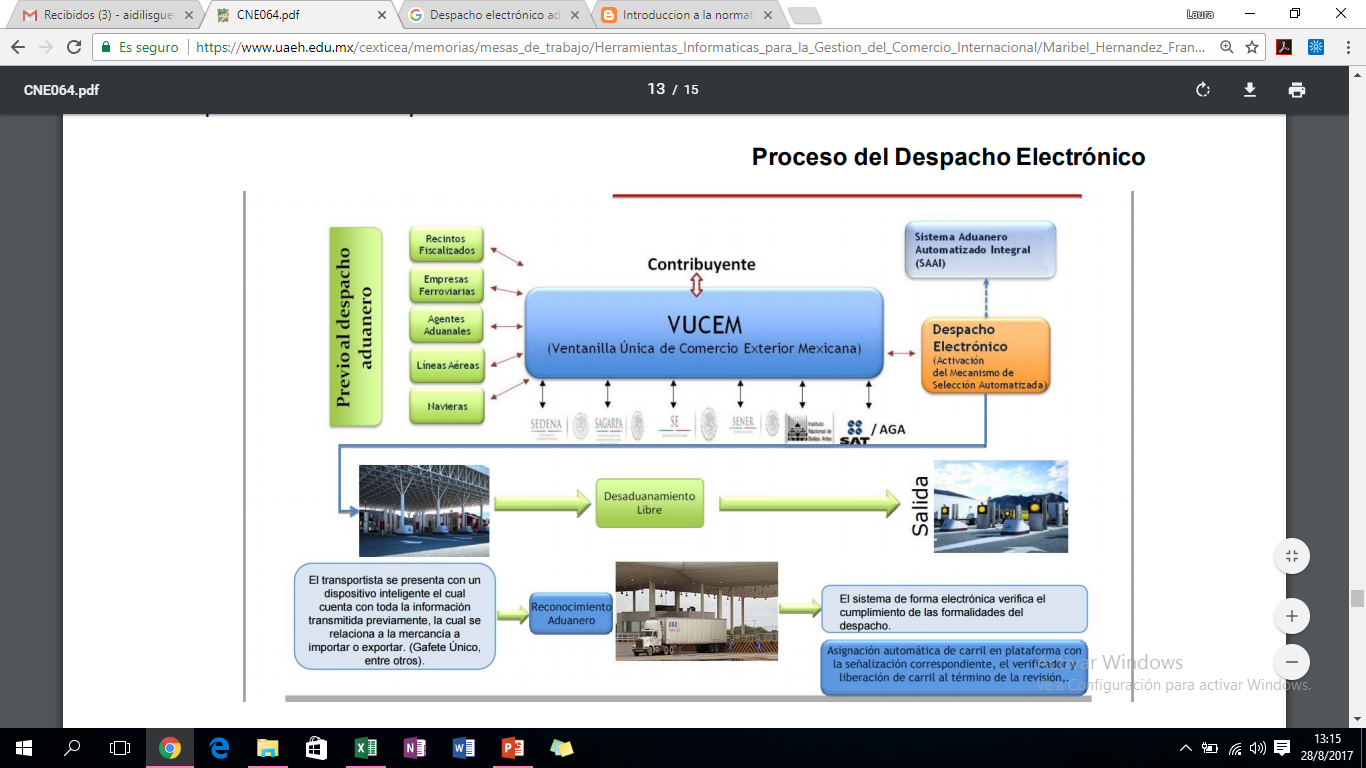 Recibidos (3) - aidilisgue
CNE064.pdf
Despacho electrónico ad
Introduccion a la normat
Laura
Es seguro
https://www.uaeh.edu.mx/cexticea/memorias/mesas_de_trabajo/Herramientas_Informaticas_para_la_Gestion_del_Comercio_Internacional/Maribel_Hernandez_Fran...
CNE064.pdf
13 / 15
Proceso del Despacho Electrónico
Previo al despacho
aduanero
Recintos
Fiscalizados
Empresas
Ferroviarias
Agentes
Aduanales
Líneas Aéreas
Navieras
Contribuyente
VUCEM
(Ventanilla Única de Comercio Exterior Mexicana)
Sistema Aduanero
Automatizado Integral
(SAAI)
Despacho
Electrónico
(Activación
del Mecanismo de
Selección Automatizada)
SEDENA
SAGARPA
SE
SENER
Instituto
Nacional de
Bellas Artes
SAT
/ AGA
Desaduanamiento
Libre
Salida
El transportista se presenta con un
dispositivo inteligente el cual
cuenta con toda la información
transmitida previamente, la cual se
relaciona a la mercancía a
importar o exportar. (Gafete Único,
entre otros).
Reconocimiento
Aduanero
El sistema de forma electrónica verifica el
cumplimiento de las formalidades del
despacho.
Asignación automática de carril en plataforma con
la señalización correspondiente, el verificador y
liberación de carril al término de la revisión,.
Activar Windows
Ve a Configuración para activar Windows.
13:15
28/8/2017